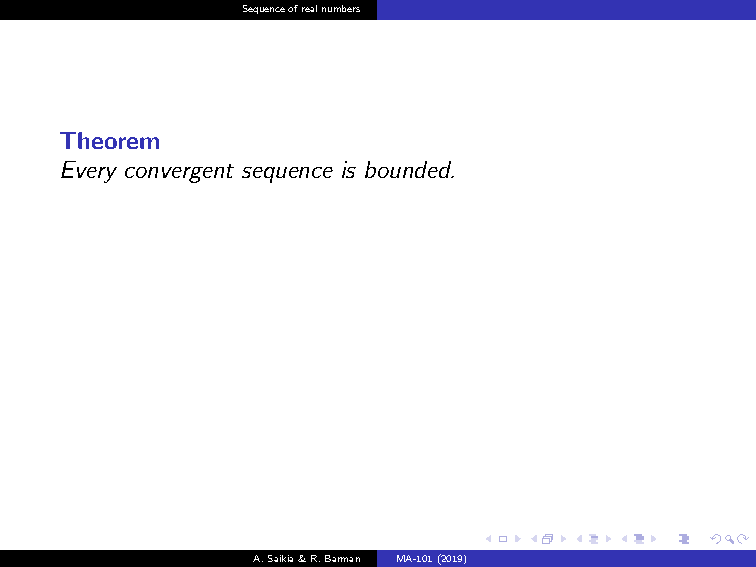 Sequence of real numbers
Theorem
Every convergent sequence is bounded.
A. Saikia & R. Barman MA-101 (2019)